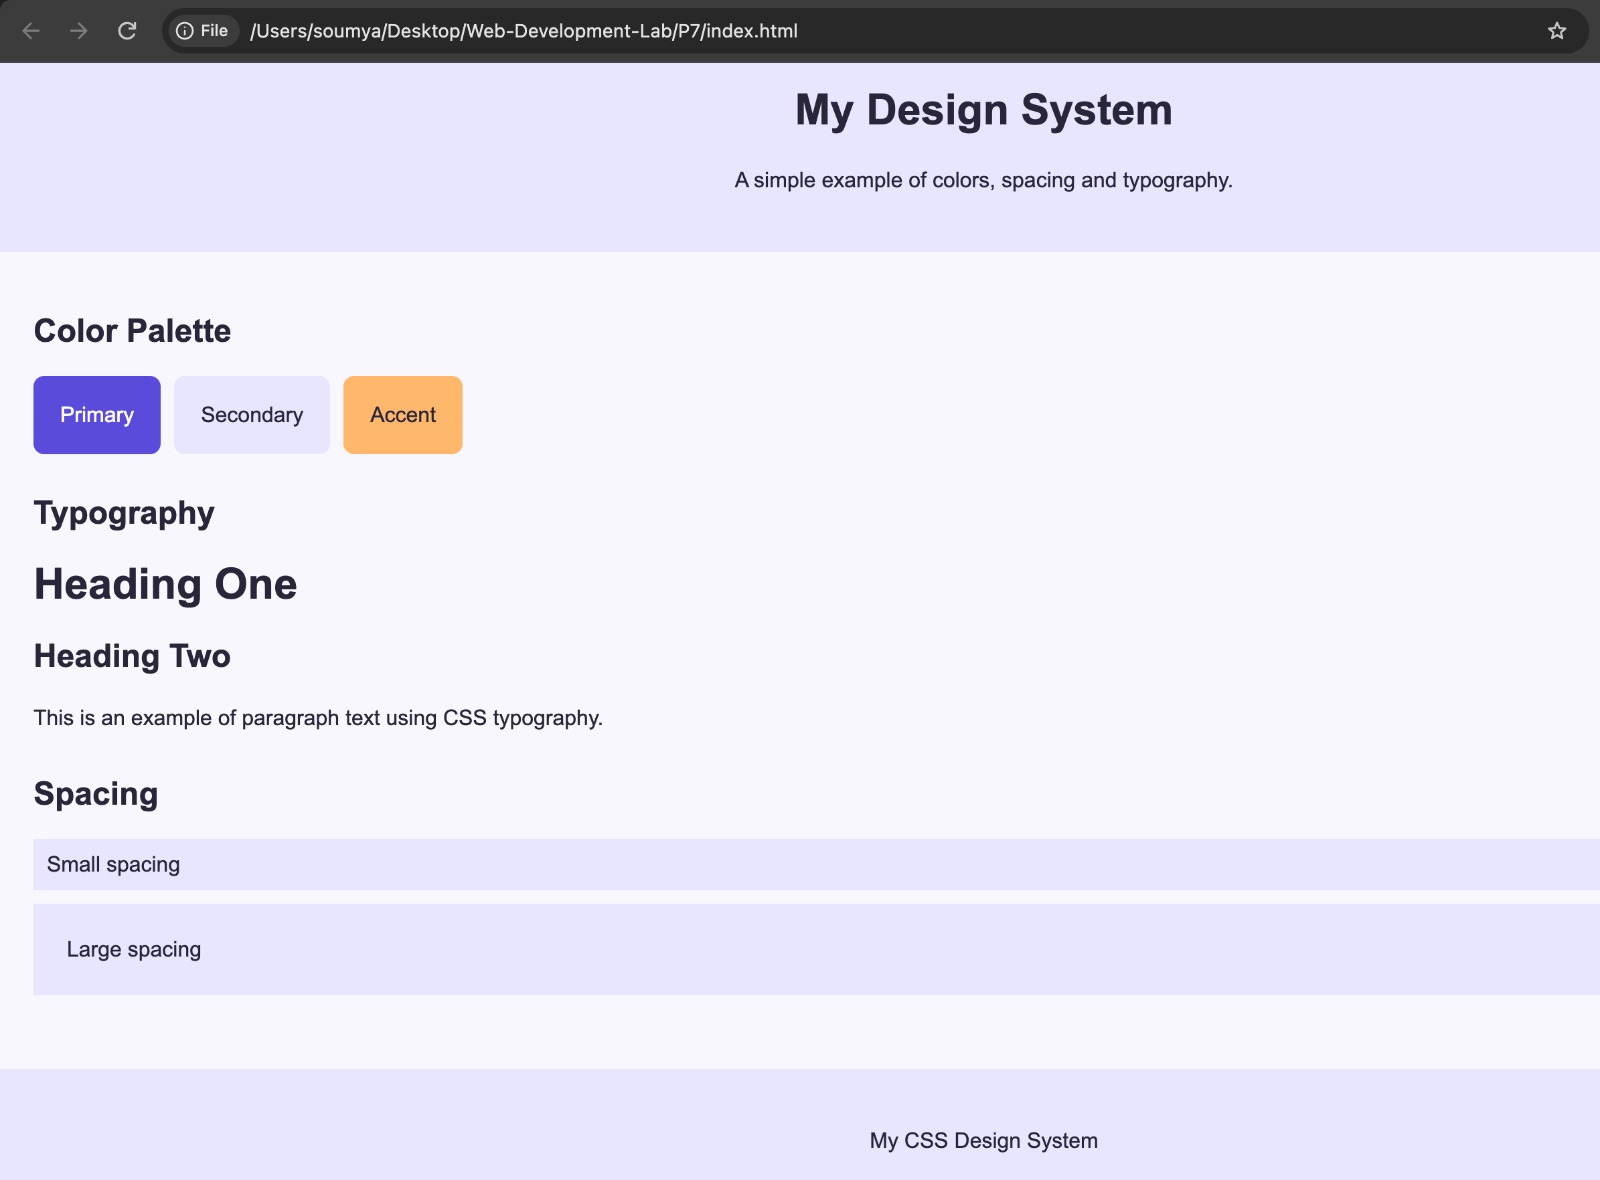 File /Users/soumya/Desktop/Web-Development-Lab/P7/index.html
My Design System
A simple example of colors, spacing and typography.
Color Palette
Primary Secondary Accent
Typography
Heading One
Heading Two
This is an example of paragraph text using CSS typography.
Spacing
Small spacing
Large spacing
My CSS Design System